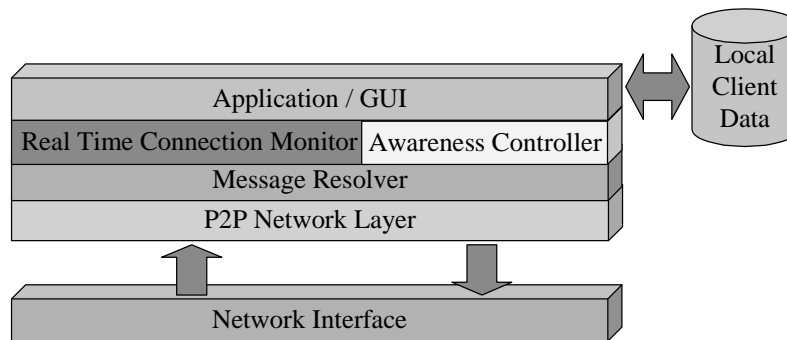 Local
Client
Data
Application / GUI
Real Time Connection Monitor
Awareness Controller
Message Resolver
P2P Network Layer
Network Interface